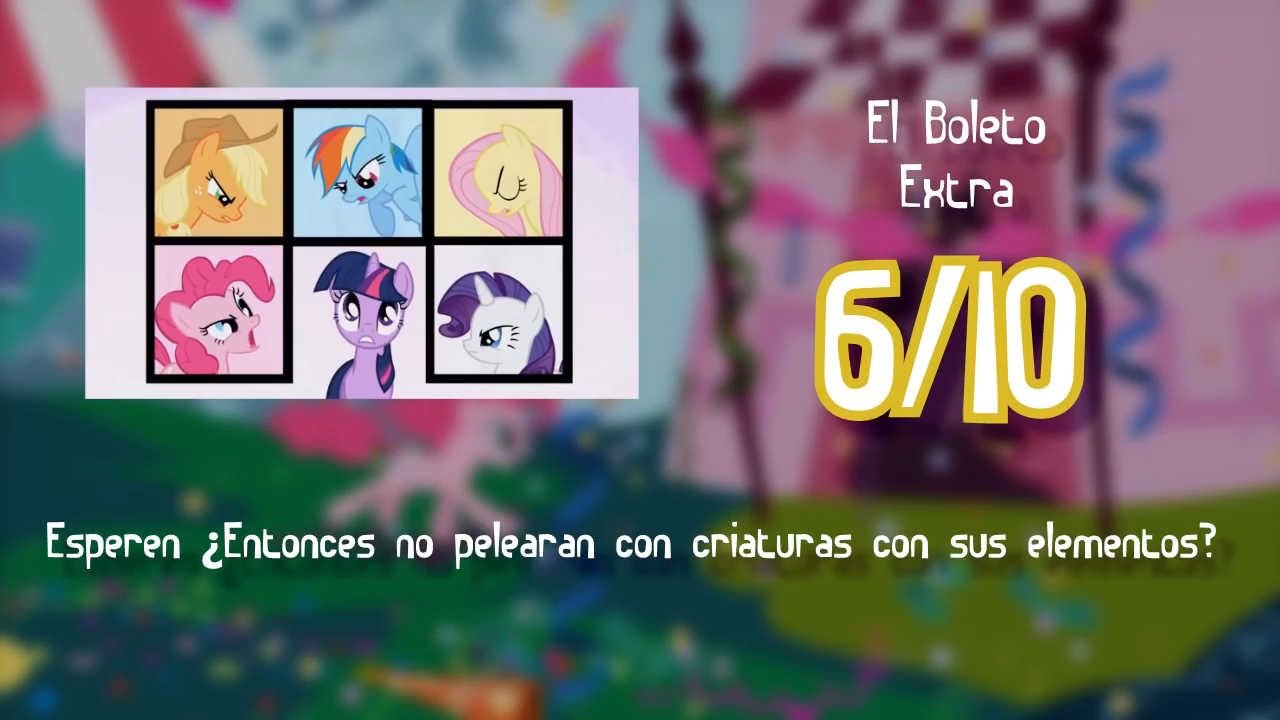 El Boleto
Extra
6/10
Esperen ¿Entonces no pelearan con criaturas con sus elementos?